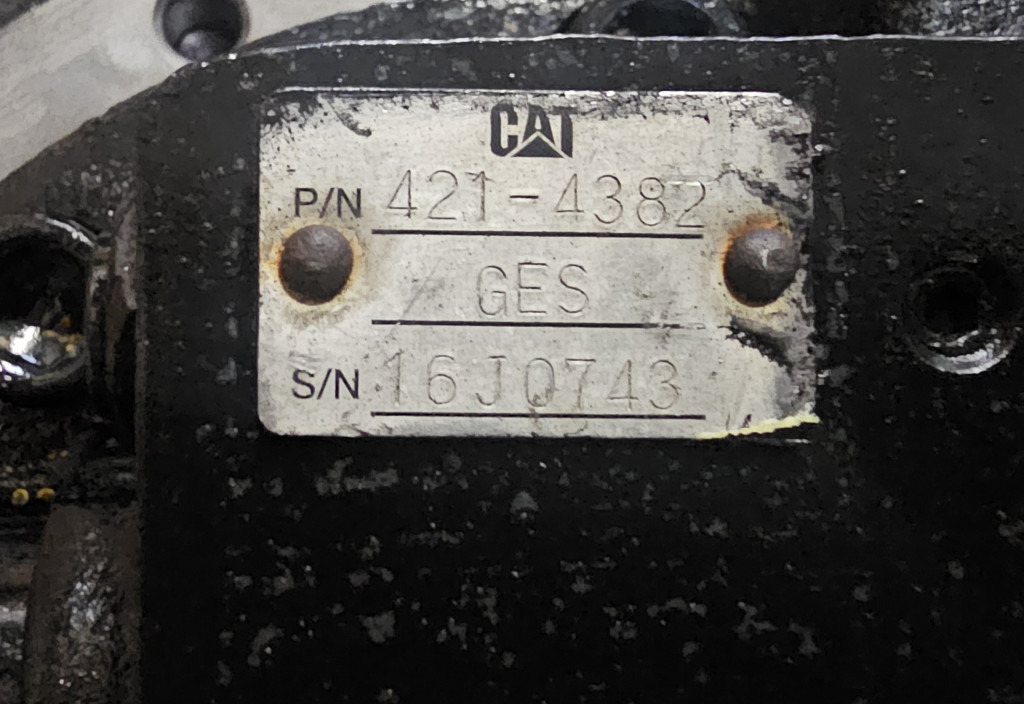 CAT
P/N 421-4382
GES
S/N 16J0743